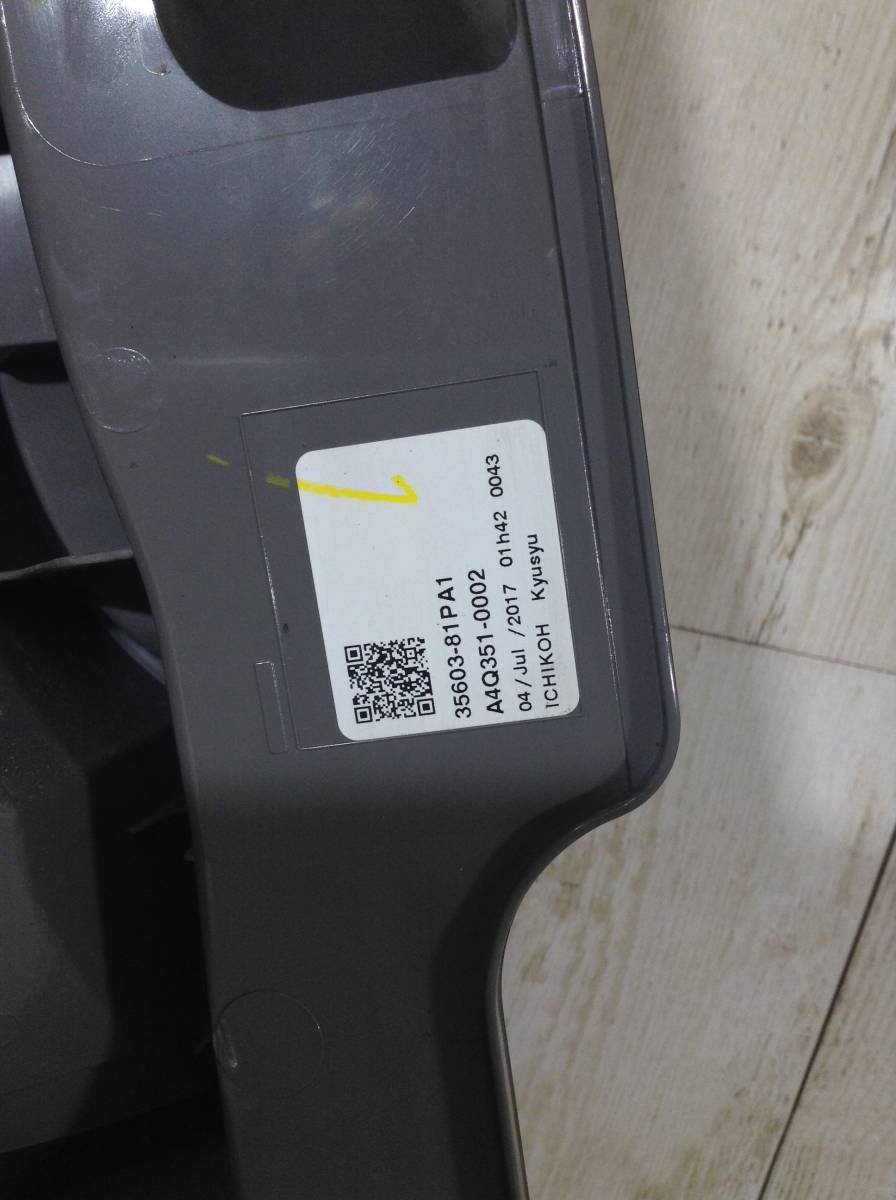 35603-81PA1
A4Q351-0002
04/Jul /2017 01h42 0043
ICHIKOH Kyusyu